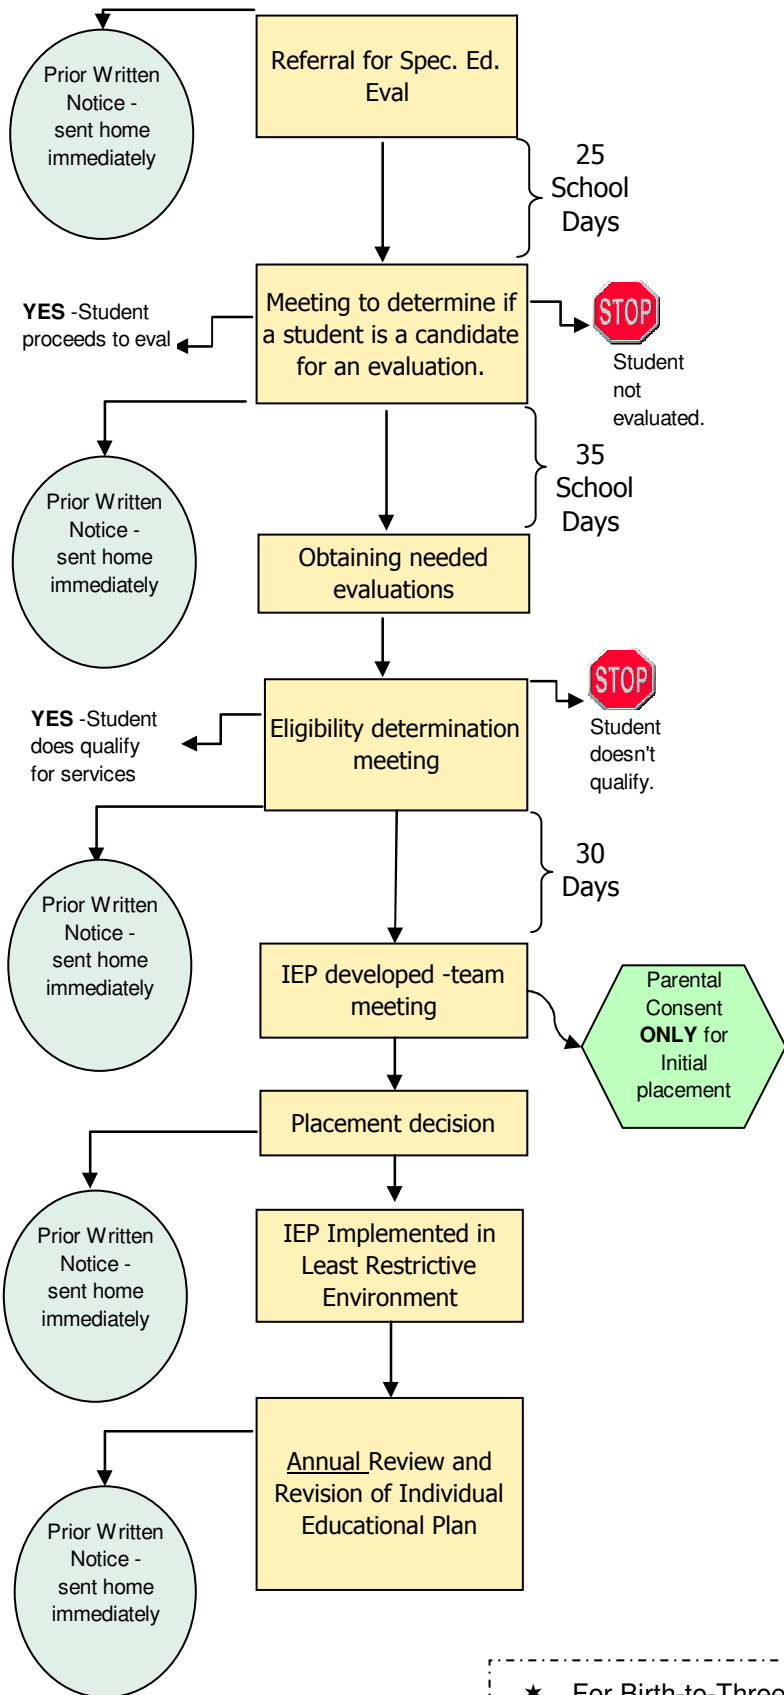 Prior Written
Notice -
sent home
immediately
Referral for Spec. Ed.
Eval
25
School
Days
YES -Student
proceeds to eval
Meeting to determine if
a student is a candidate
for an evaluation.
STOP
Student
not
evaluated.
Prior Written
Notice -
sent home
immediately
35
School
Days
Obtaining needed
evaluations
YES -Student
does qualify
for services
Eligibility determination
meeting
STOP
Student
doesn't
qualify.
Prior Written
Notice -
sent home
immediately
30
Days
IEP developed -team
meeting
Parental
Consent
ONLY for
Initial
placement
Placement decision
Prior Written
Notice -
sent home
immediately
IEP Implemented in
Least Restrictive
Environment
Annual Review and
Revision of Individual
Educational Plan
Prior Written
Notice -
sent home
immediately
★ For Birth-to-Three